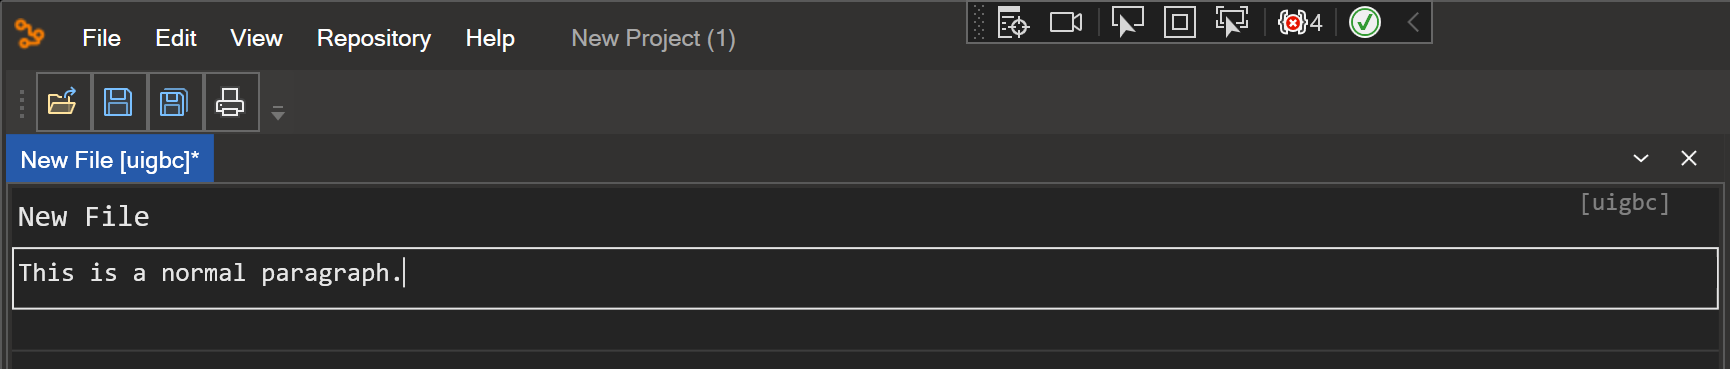 File Edit View Repository Help New Project (1)
4
New File [uigbc]*
New File
[uigbc]
This is a normal paragraph.